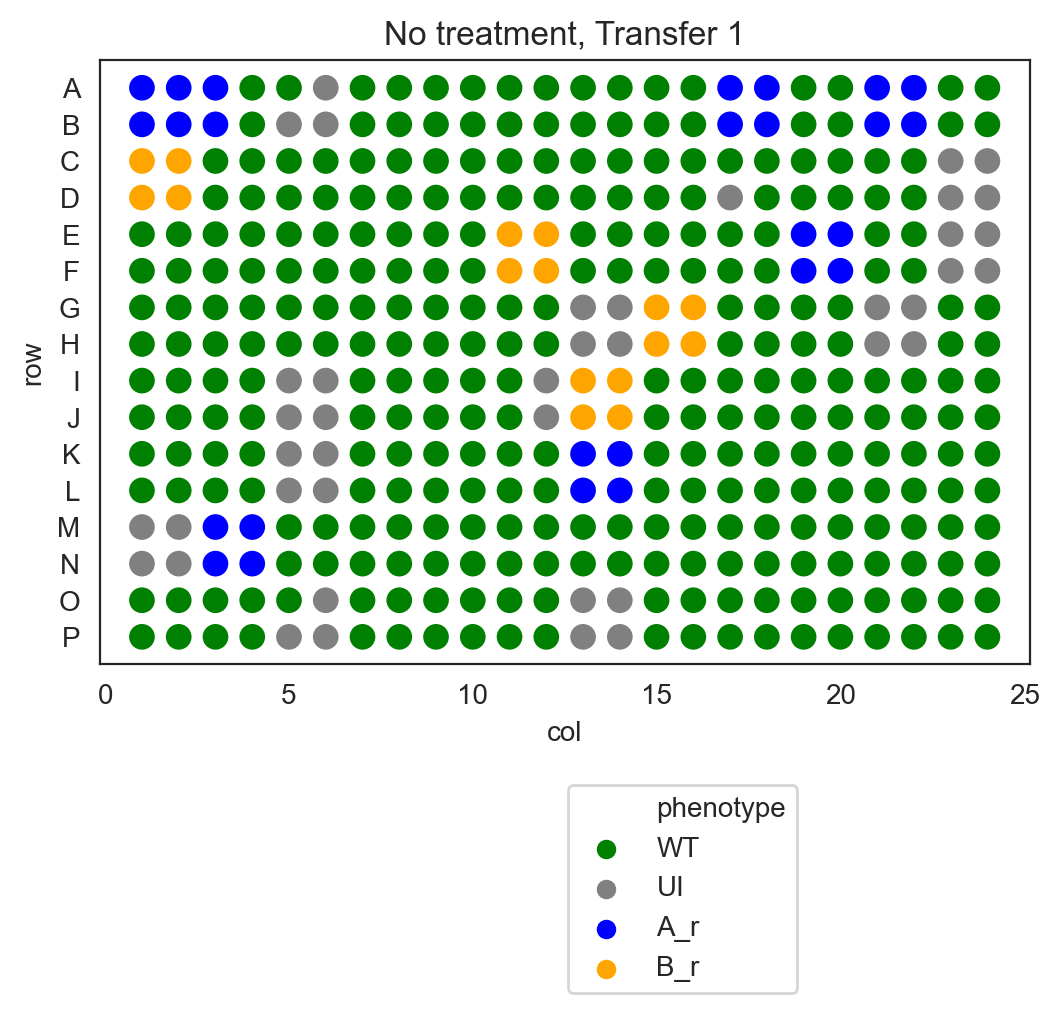 No treatment, Transfer 1
A
B
C
D
E
F
G
H
I
J
K
L
M
N
O
P
row
0 5 10 15 20 25
col
phenotype
WT
UI
A_r
B_r